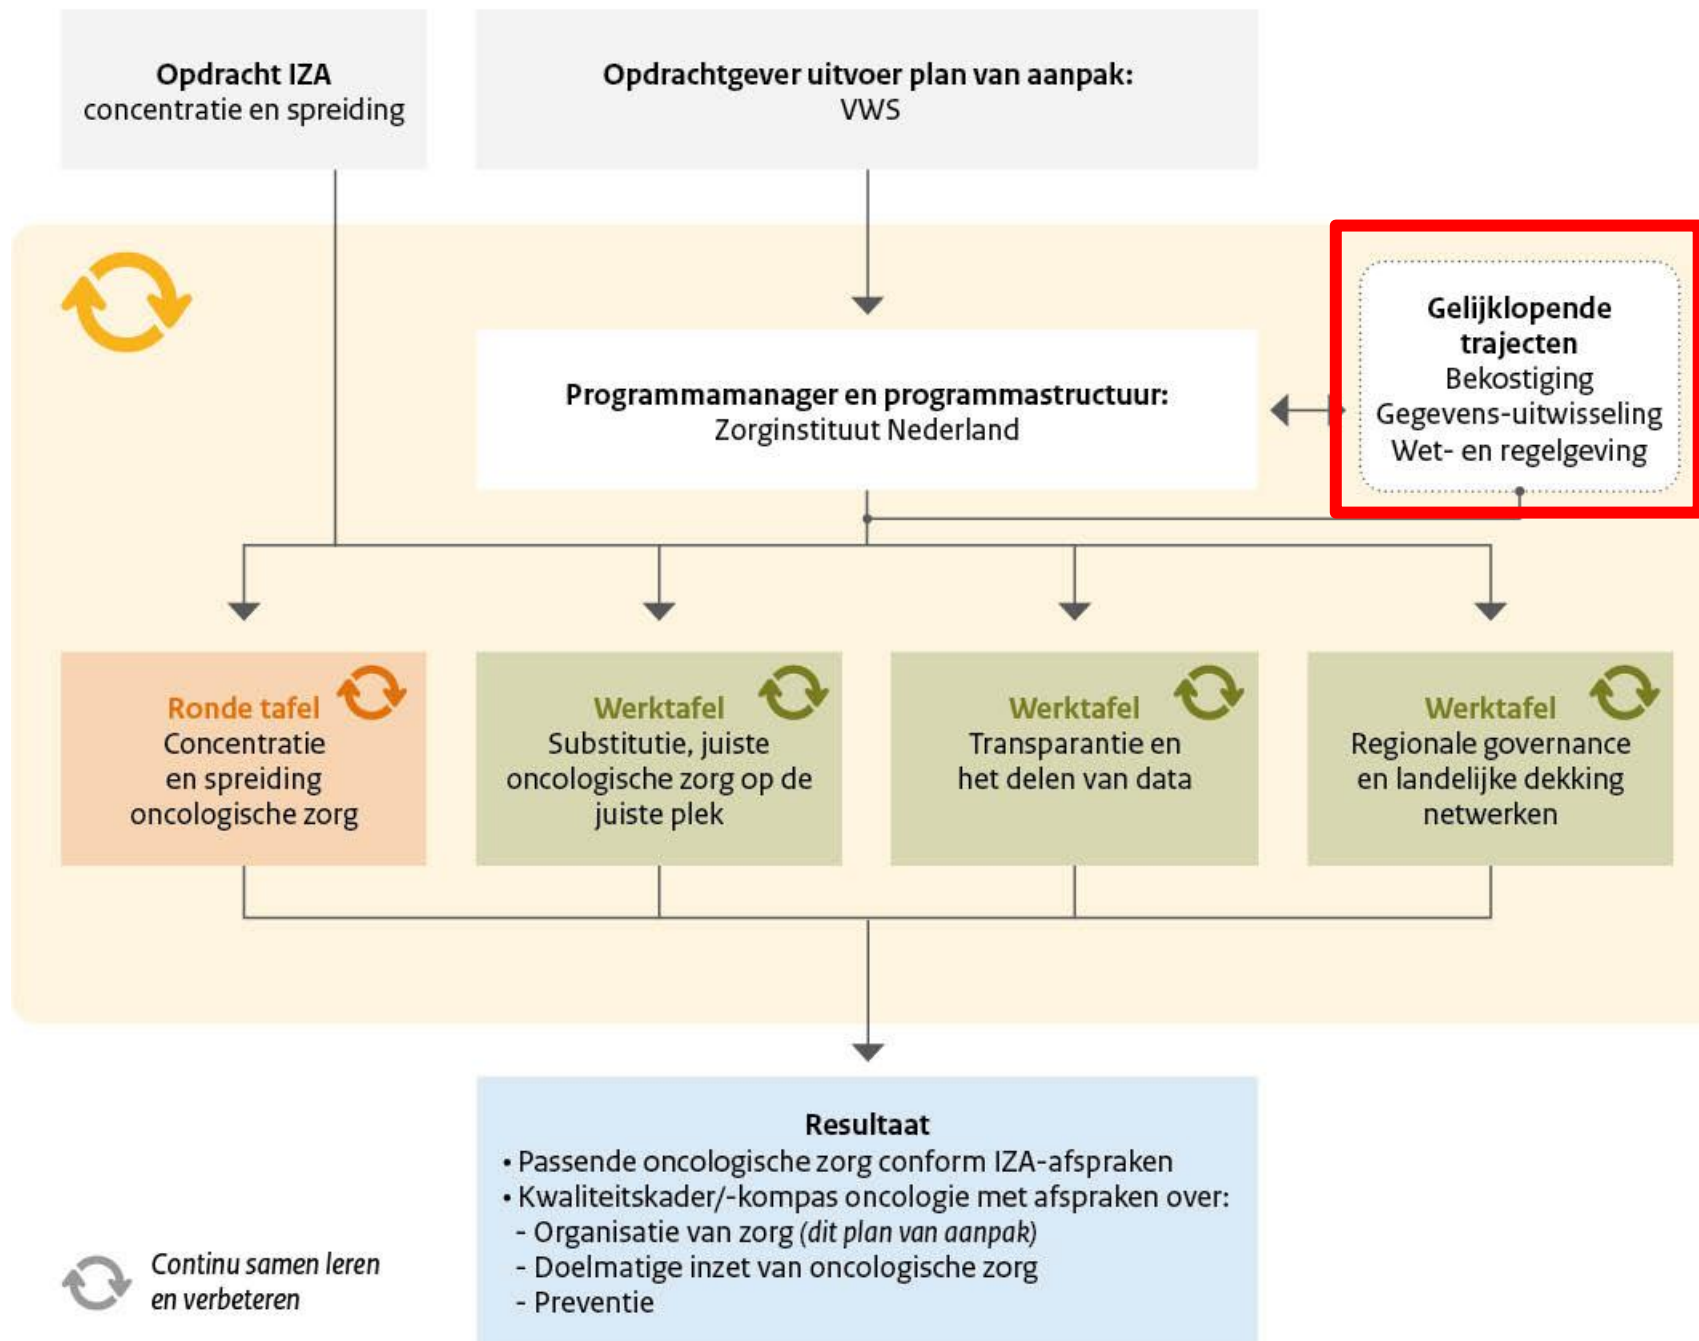 Opdracht IZA
concentratie en spreiding
Opdrachtgever uitvoer plan van aanpak:
VWS
Gelijklopende
trajecten
Bekostiging
Gegevens-uitwisseling
Wet- en regelgeving
Programmamanager en programmastructuur:
Zorginstituut Nederland
Ronde tafel
Concentratie
en spreiding
oncologische zorg
Werktafel
Substitutie, juiste
oncologische zorg op de
juiste plek
Werktafel
Transparantie en
het delen van data
Werktafel
Regionale governance
en landelijke dekking
netwerken
Resultaat
• Passende oncologische zorg conform IZA-afspraken
• Kwaliteitskader/-kompas oncologie met afspraken over:
- Organisatie van zorg (dit plan van aanpak)
- Doelmatige inzet van oncologische zorg
- Preventie
Continu samen leren
en verbeteren